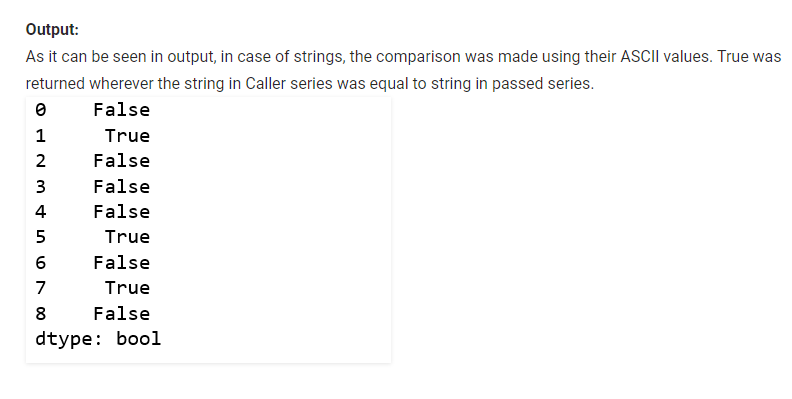 Output:
As it can be seen in output, in case of strings, the comparison was made using their ASCII values. True was
returned wherever the string in Caller series was equal to string in passed series.
0    False
1     True
2    False
3    False
4    False
5     True
6    False
7     True
8    False
dtype: bool